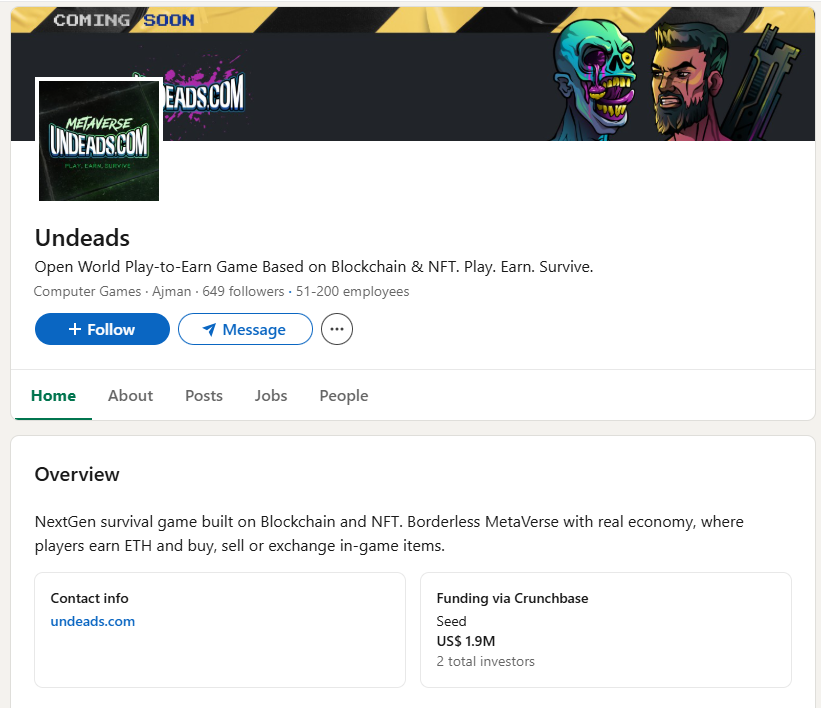 COMING SOON
EADS.COM
METAVERSE
UNDEADS.COM
PLAY. EARN. SURVIVE
Undeads
Open World Play-to-Earn Game Based on Blockchain & NFT. Play. Earn. Survive.
Computer Games · Ajman · 649 followers · 51-200 employees
+ Follow
Message
Home
About
Posts
Jobs
People
Overview
NextGen survival game built on Blockchain and NFT. Borderless MetaVerse with real economy, where
players earn ETH and buy, sell or exchange in-game items.
Contact info
undeads.com
Funding via Crunchbase
Seed
US$ 1.9M
2 total investors